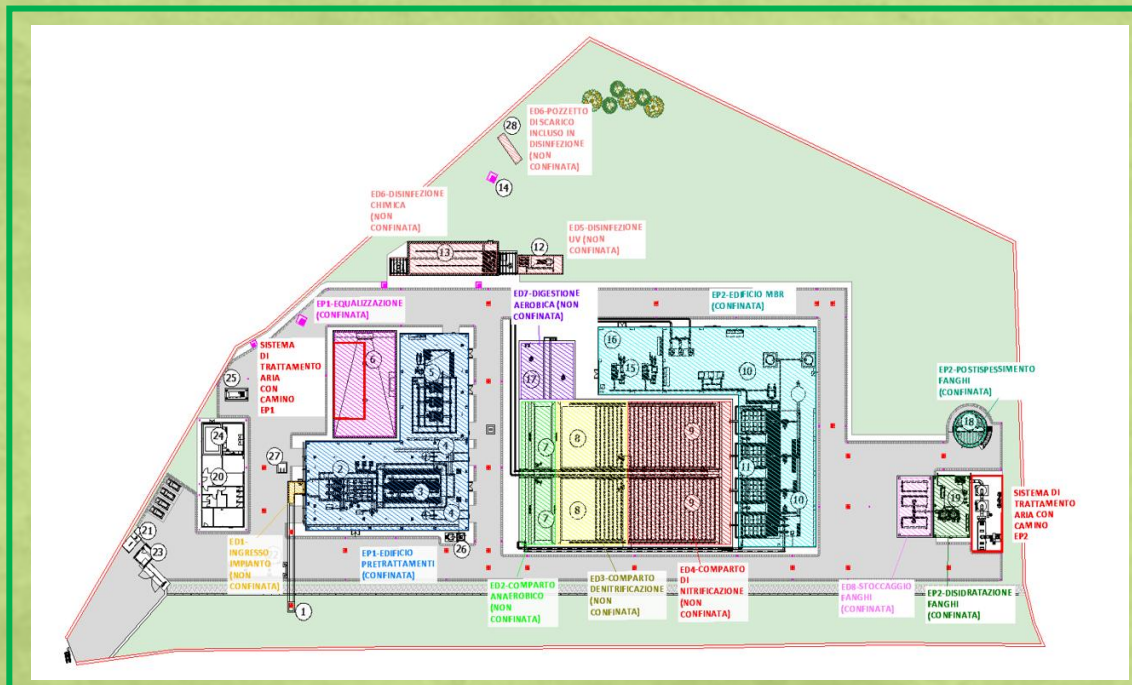 28
ED6-POZZETTO
DI SCARICO
INCLUSO IN
DISINFEZIONE
(NON
CONFINATA)
14
ED6-DISINFEZIONE
CHIMICA
(NON
CONFINATA)
13
12
ED5-DISINFEZIONE
UV (NON
CONFINATA)
EP1-EQUALIZZAZIONE
(CONFINATA)
ED7-DIGESTIONE
AEROBICA (NON
CONFINATA)
EP2-EDIFICIO MBR
(CONFINATA)
SISTEMA
DI
TRATTAMENTO
ARIA
CON
CAMINO
EP1
6
5
16
15
10
17
25
EP2-POSTISPESSIMENTO
FANGHI
(CONFINATA)
18
24
20
27
2
3
4
4
7
8
9
11
7
8
9
10
19
SISTEMA DI
TRATTAMENTO
ARIA CON
CAMINO
EP2
21
23
26
ED1-
INGRESSO
IMPIANTO
(NON
CONFINATA)
EP1-EDIFICIO
PRETRATTAMENTI
(CONFINATA)
ED2-COMPARTO
ANAEROBICO
(NON
CONFINATA)
ED3-COMPARTO
DENITRIFICAZIONE
(NON
CONFINATA)
ED4-COMPARTO
DI
NITRIFICAZIONE
(NON
CONFINATA)
ED8-STOCCAGGIO
FANGHI
(CONFINATA)
EP2-DISIDRATAZIONE
FANGHI
(CONFINATA)
1